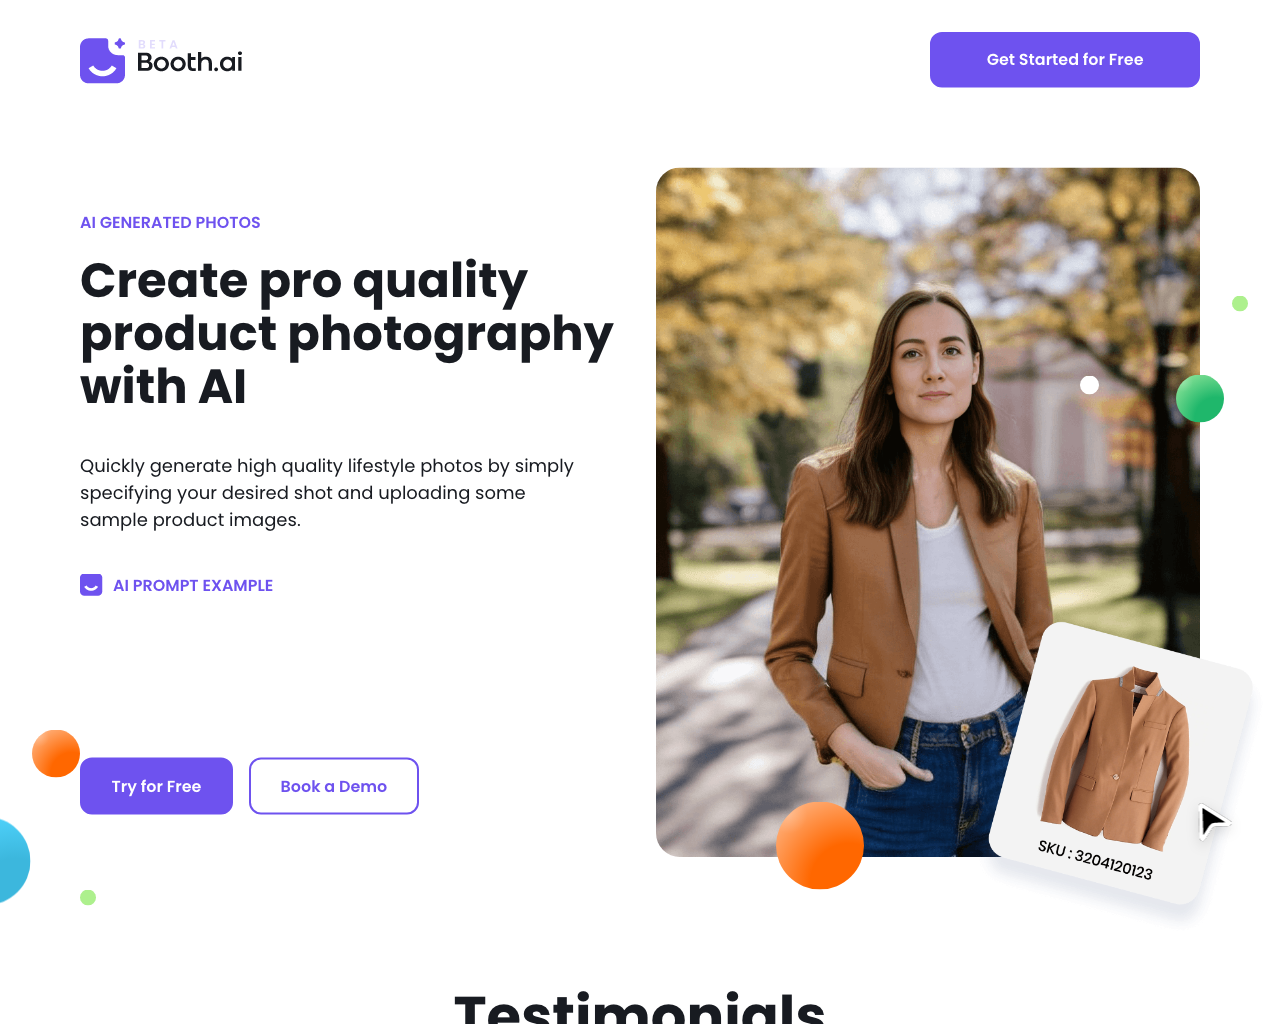 BETA
Booth.ai
Get Started for Free
AI GENERATED PHOTOS
Create pro quality
product photography
with AI
Quickly generate high quality lifestyle photos by simply
specifying your desired shot and uploading some
sample product images.
AI PROMPT EXAMPLE
Try for Free
Book a Demo
SKU : 3204120123
Testimonials